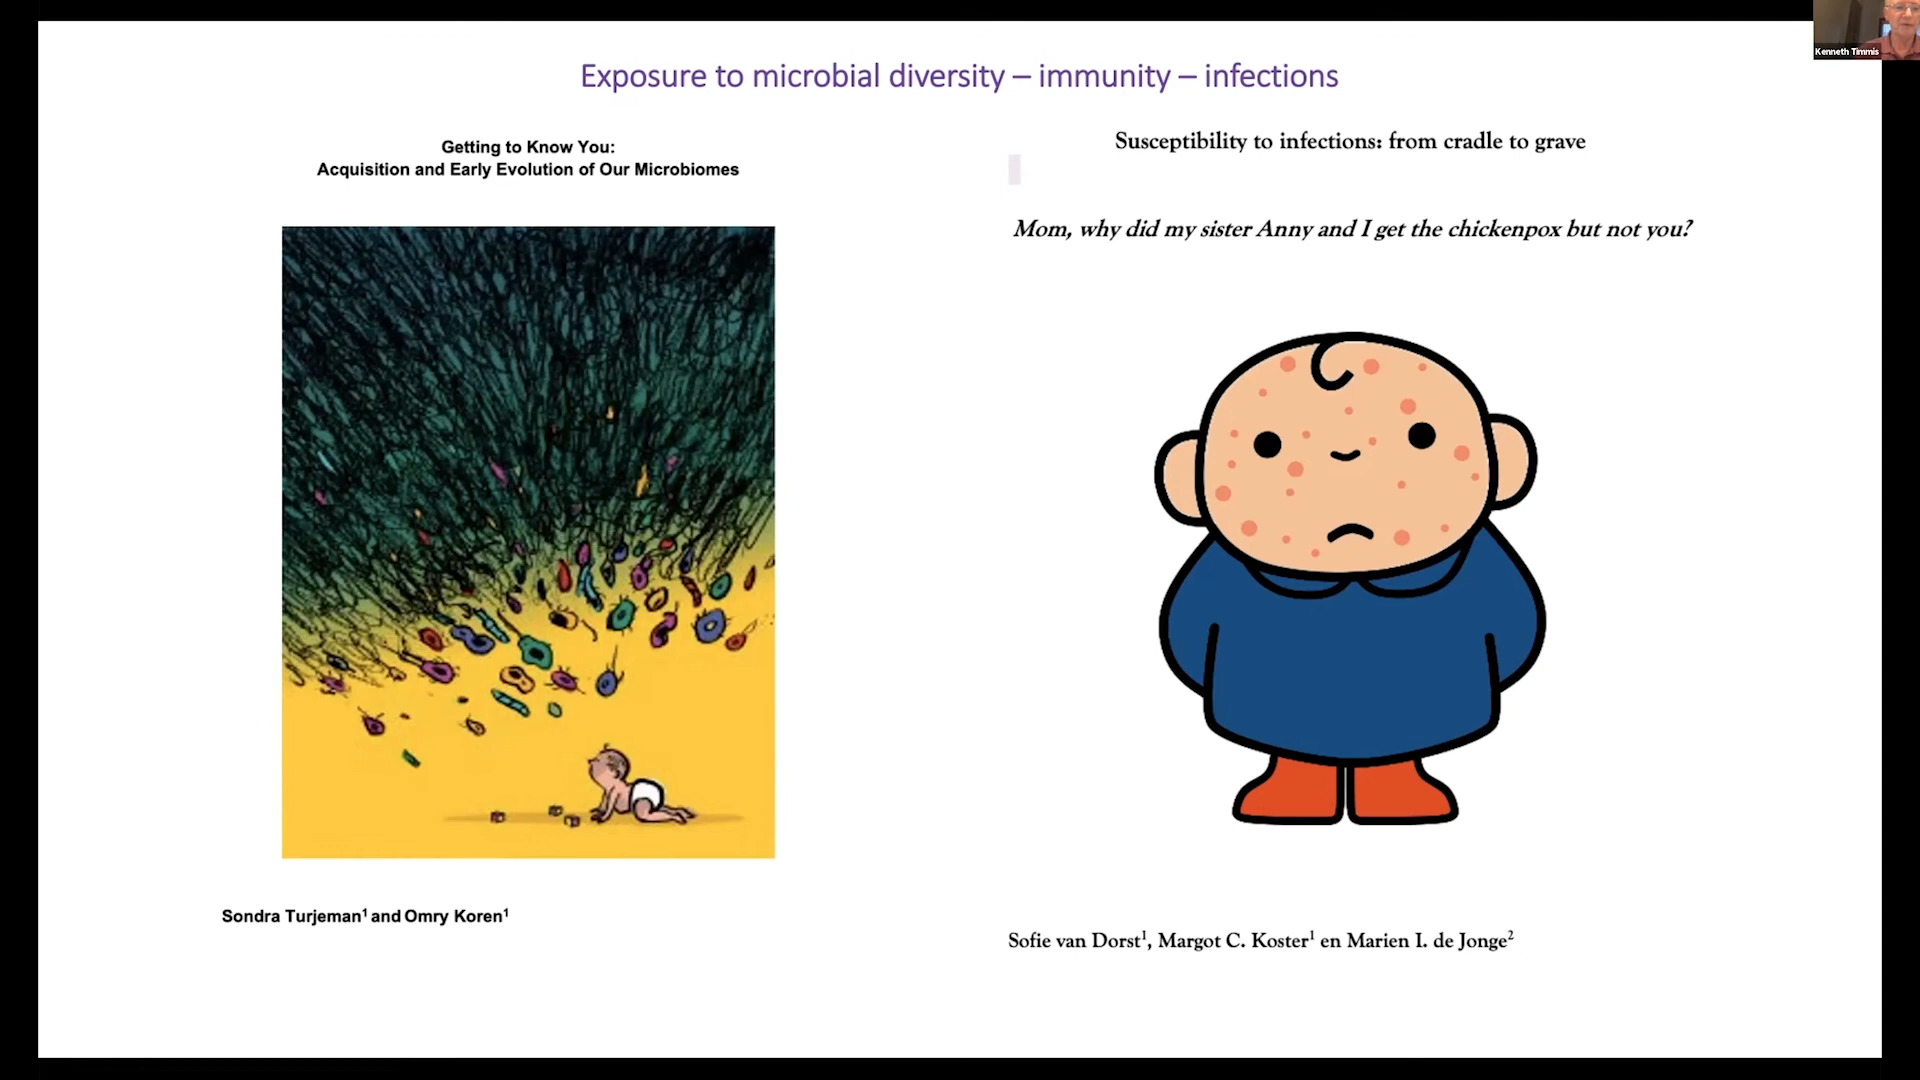 Exposure to microbial diversity – immunity – infections
Kenneth Timmis
Getting to Know You:
Acquisition and Early Evolution of Our Microbiomes
Sondra Turjeman¹ and Omry Koren¹
Susceptibility to infections: from cradle to grave
Mom, why did my sister Anny and I get the chickenpox but not you?
Sofie van Dorst¹, Margot C. Koster¹ en Marien I. de Jonge²